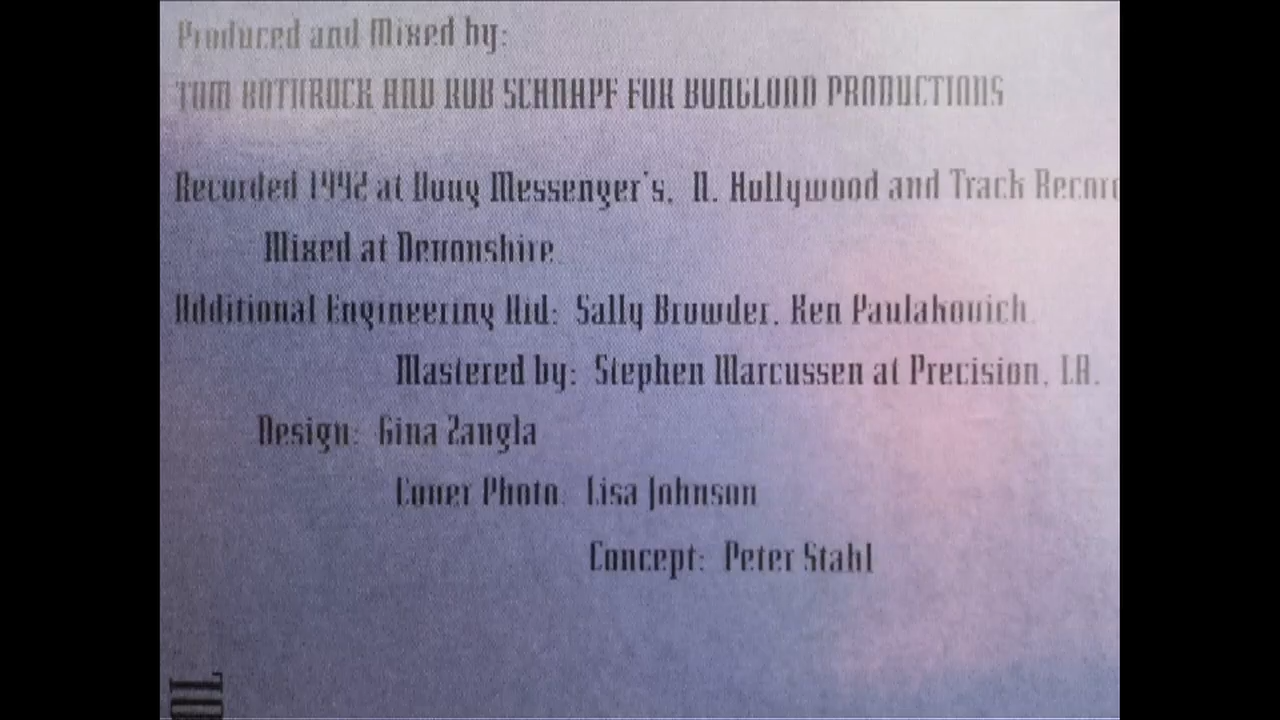 Produced and Mixed by:
TOM ROTHROCK AND ROB SCHNAPF FOR BONGLOAD PRODUCTIONS
Recorded 1992 at Doug Messenger's, N. Hollywood and Track Recor
Mixed at Devonshire.
Additional Engineering Aid: Sally Browder, Ken Paulakovich.
Mastered by: Stephen Marcussen at Precision, LA.
Design: Gina Zangla
Cover Photo: Lisa Johnson
Concept: Peter Stahl